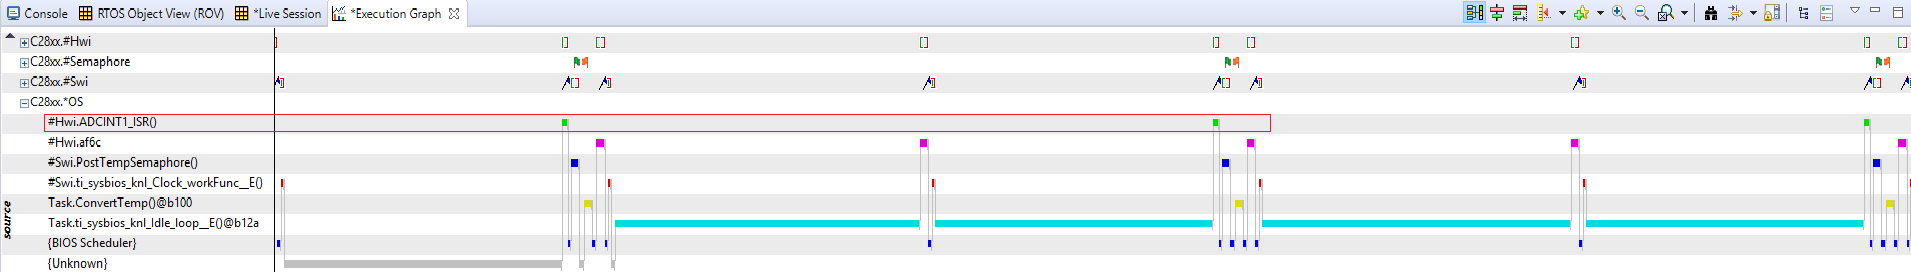 Console RTOS Object View (ROV) *Live Session *Execution Graph
C28xx.#Hwi
C28xx.#Semaphore
C28xx.#Swi
C28xx.*OS
#Hwi.ADCINT1_ISR()
#Hwi.af6c
#Swi.PostTempSemaphore()
#Swi.ti_sysbios_knl_Clock_workFunc__E()
Task.ConvertTemp()@b100
Task.ti_sysbios_knl_Idle_loop__E()@b12a
{BIOS Scheduler}
{Unknown}
source